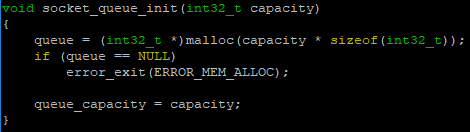 void socket_queue_init(int32_t capacity)
{
    queue = (int32_t *)malloc(capacity * sizeof(int32_t));
    if (queue == NULL)
        error_exit(ERROR_MEM_ALLOC);

    queue_capacity = capacity;
}